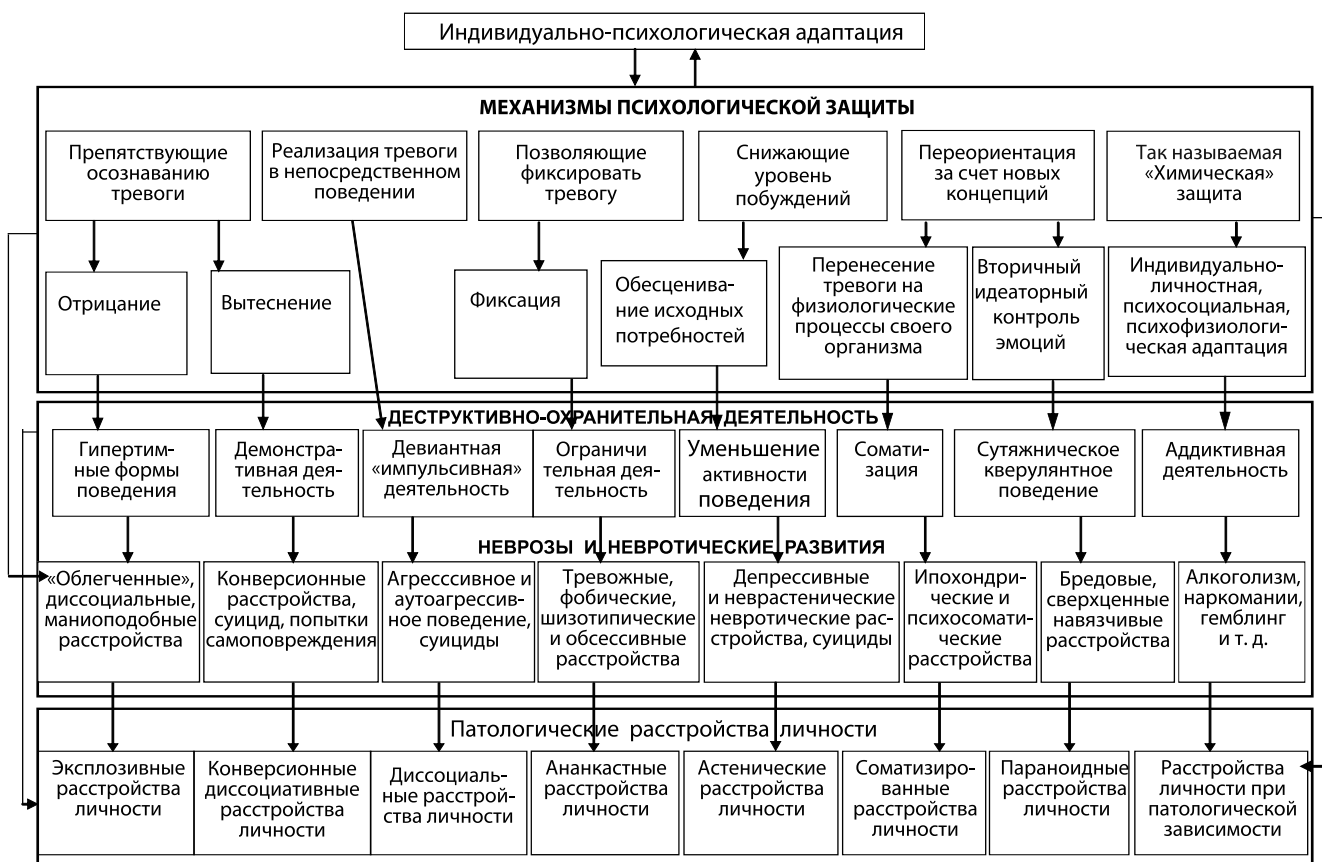 Индивидуально-психологическая адаптация
МЕХАНИЗМЫ ПСИХОЛОГИЧЕСКОЙ ЗАЩИТЫ
Препятствующие
осознаванию
тревоги
Реализация тревоги
в непосредственном
поведении
Позволяющие
фиксировать
тревогу
Снижающие
уровень
побуждений
Переориентация
за счет новых
концепций
Так называемая
«Химическая»
защита
Отрицание
Вытеснение
Фиксация
Обесценива-
ние исходных
потребностей
Перенесение
тревоги на
физиологические
процессы своего
организма
Вторичный
идеаторный
контроль
эмоций
Индивидуально-
личностная,
психосоциальная,
психофизиологи-
ческая адаптация
ДЕСТРУКТИВНО-ОХРАНИТЕЛЬНАЯ ДЕЯТЕЛЬНОСТЬ
Гипертим-
ные формы
поведения
Демонстра-
тивная дея-
тельность
Девиантная
«импульсивная»
деятельность
Ограничи
тельная дея-
тельность
Уменьшение
активности
поведения
Сомати-
зация
Сутяжническое
кверулянтное
поведение
Аддиктивная
деятельность
НЕВРОЗЫ И НЕВРОТИЧЕСКИЕ РАЗВИТИЯ
«Облегченные»,
диссоциальные,
маниоподобные
расстройства
Конверсионные
расстройства,
суицид, попытки
самоповреждения
Агресссивное и
аутоагрессив-
ное поведение,
суициды
Тревожные,
фобические,
шизотипические
и обсессивные
расстройства
Депрессивные
и неврастенические
невротические рас-
стройства, суициды
Ипохондри-
ческие и
психосомати-
ческие
расстройства
Бредовые,
сверхценные
навязчивые
расстройства
Алкоголизм,
наркомании,
гемблинг
и т. д.
Патологические расстройства личности
Эксплозивные
расстройства
личности
Конверсионные
диссоциативные
расстройства
личности
Диссоциаль-
ные расстрой-
ства личности
Ананкастные
расстройства
личности
Астенические
расстройства
личности
Соматизиро-
ванные
расстройства
личности
Параноидные
расстройства
личности
Расстройства
личности при
патологической
зависимости